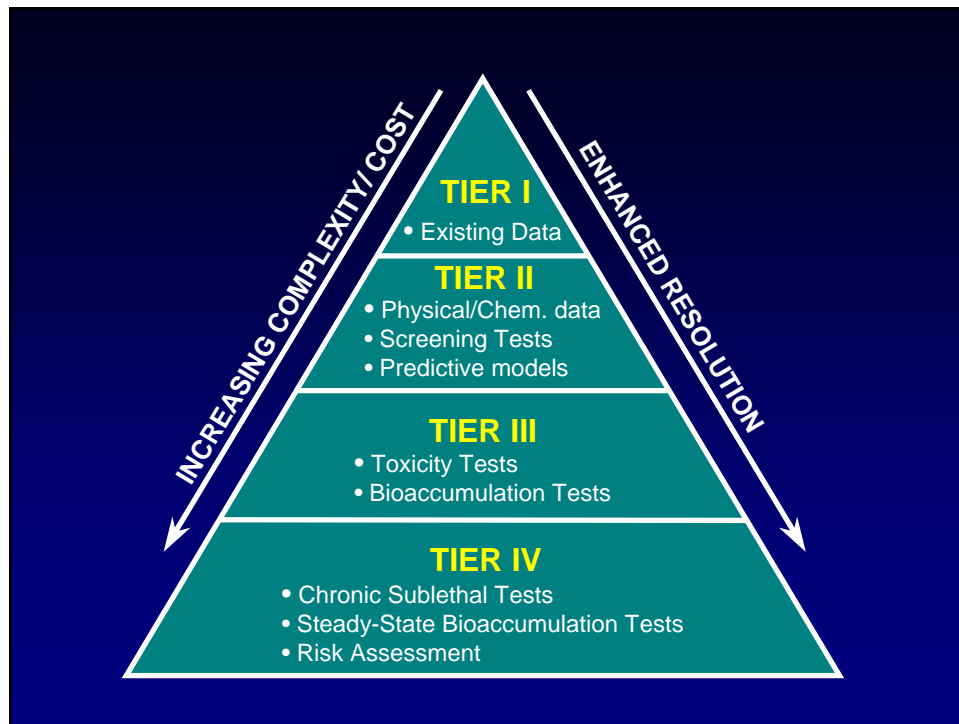 INCREASING COMPLEXITY/ COST
ENHANCED RESOLUTION
TIER I
• Existing Data
TIER II
• Physical/Chem. data
• Screening Tests
• Predictive models
TIER III
• Toxicity Tests
• Bioaccumulation Tests
TIER IV
• Chronic Sublethal Tests
• Steady-State Bioaccumulation Tests
• Risk Assessment